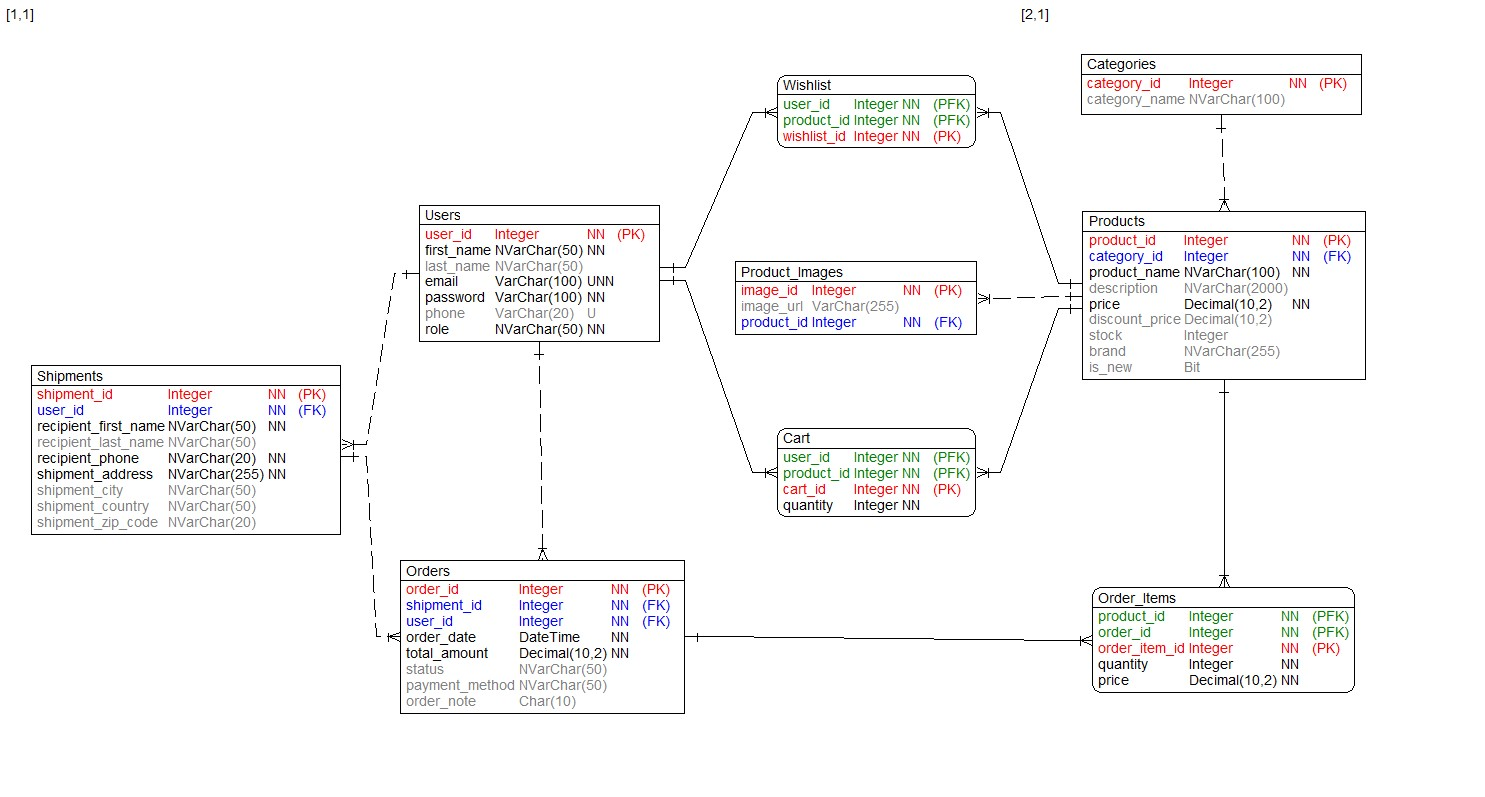 [1,1]
[2,1]
Categories
category_id Integer NN (PK)
category_name NVarChar(100)
Wishlist
user_id Integer NN (PFK)
product_id Integer NN (PFK)
wishlist_id Integer NN (PK)
Users
user_id Integer NN (PK)
first_name NVarChar(50) NN
last_name NVarChar(50)
email VarChar(100) UNN
password VarChar(100) NN
phone VarChar(20) U
role NVarChar(50) NN
Product_Images
image_id Integer NN (PK)
image_url VarChar(255)
product_id Integer NN (FK)
Products
product_id Integer NN (PK)
category_id Integer NN (FK)
product_name NVarChar(100) NN
description NVarChar(2000)
price Decimal(10,2) NN
discount_price Decimal(10,2)
stock Integer
brand NVarChar(255)
is_new Bit
Shipments
shipment_id Integer NN (PK)
user_id Integer NN (FK)
recipient_first_name NVarChar(50) NN
recipient_last_name NVarChar(50)
recipient_phone NVarChar(20) NN
shipment_address NVarChar(255) NN
shipment_city NVarChar(50)
shipment_country NVarChar(50)
shipment_zip_code NVarChar(20)
Cart
user_id Integer NN (PFK)
product_id Integer NN (PFK)
cart_id Integer NN (PK)
quantity Integer NN
Orders
order_id Integer NN (PK)
shipment_id Integer NN (FK)
user_id Integer NN (FK)
order_date DateTime NN
total_amount Decimal(10,2) NN
status NVarChar(50)
payment_method NVarChar(50)
order_note Char(10)
Order_Items
product_id Integer NN (PFK)
order_id Integer NN (PFK)
order_item_id Integer NN (PK)
quantity Integer NN
price Decimal(10,2) NN